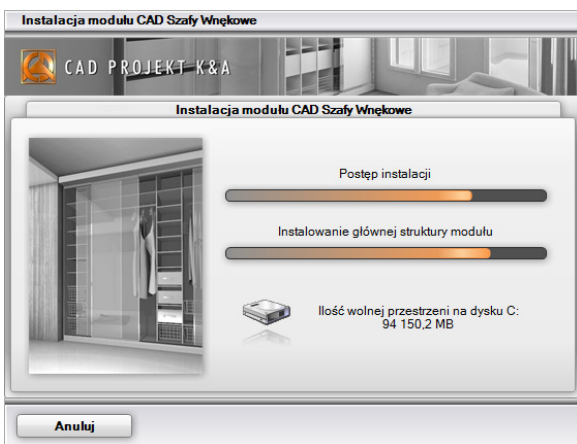 Instalacja modułu CAD Szafy Wnękowe
CAD PROJEKT K&A
Instalacja modułu CAD Szafy Wnękowe
Postęp instalacji
Instalowanie głównej struktury modułu
Ilość wolnej przestrzeni na dysku C:
94 150,2 MB
Anuluj